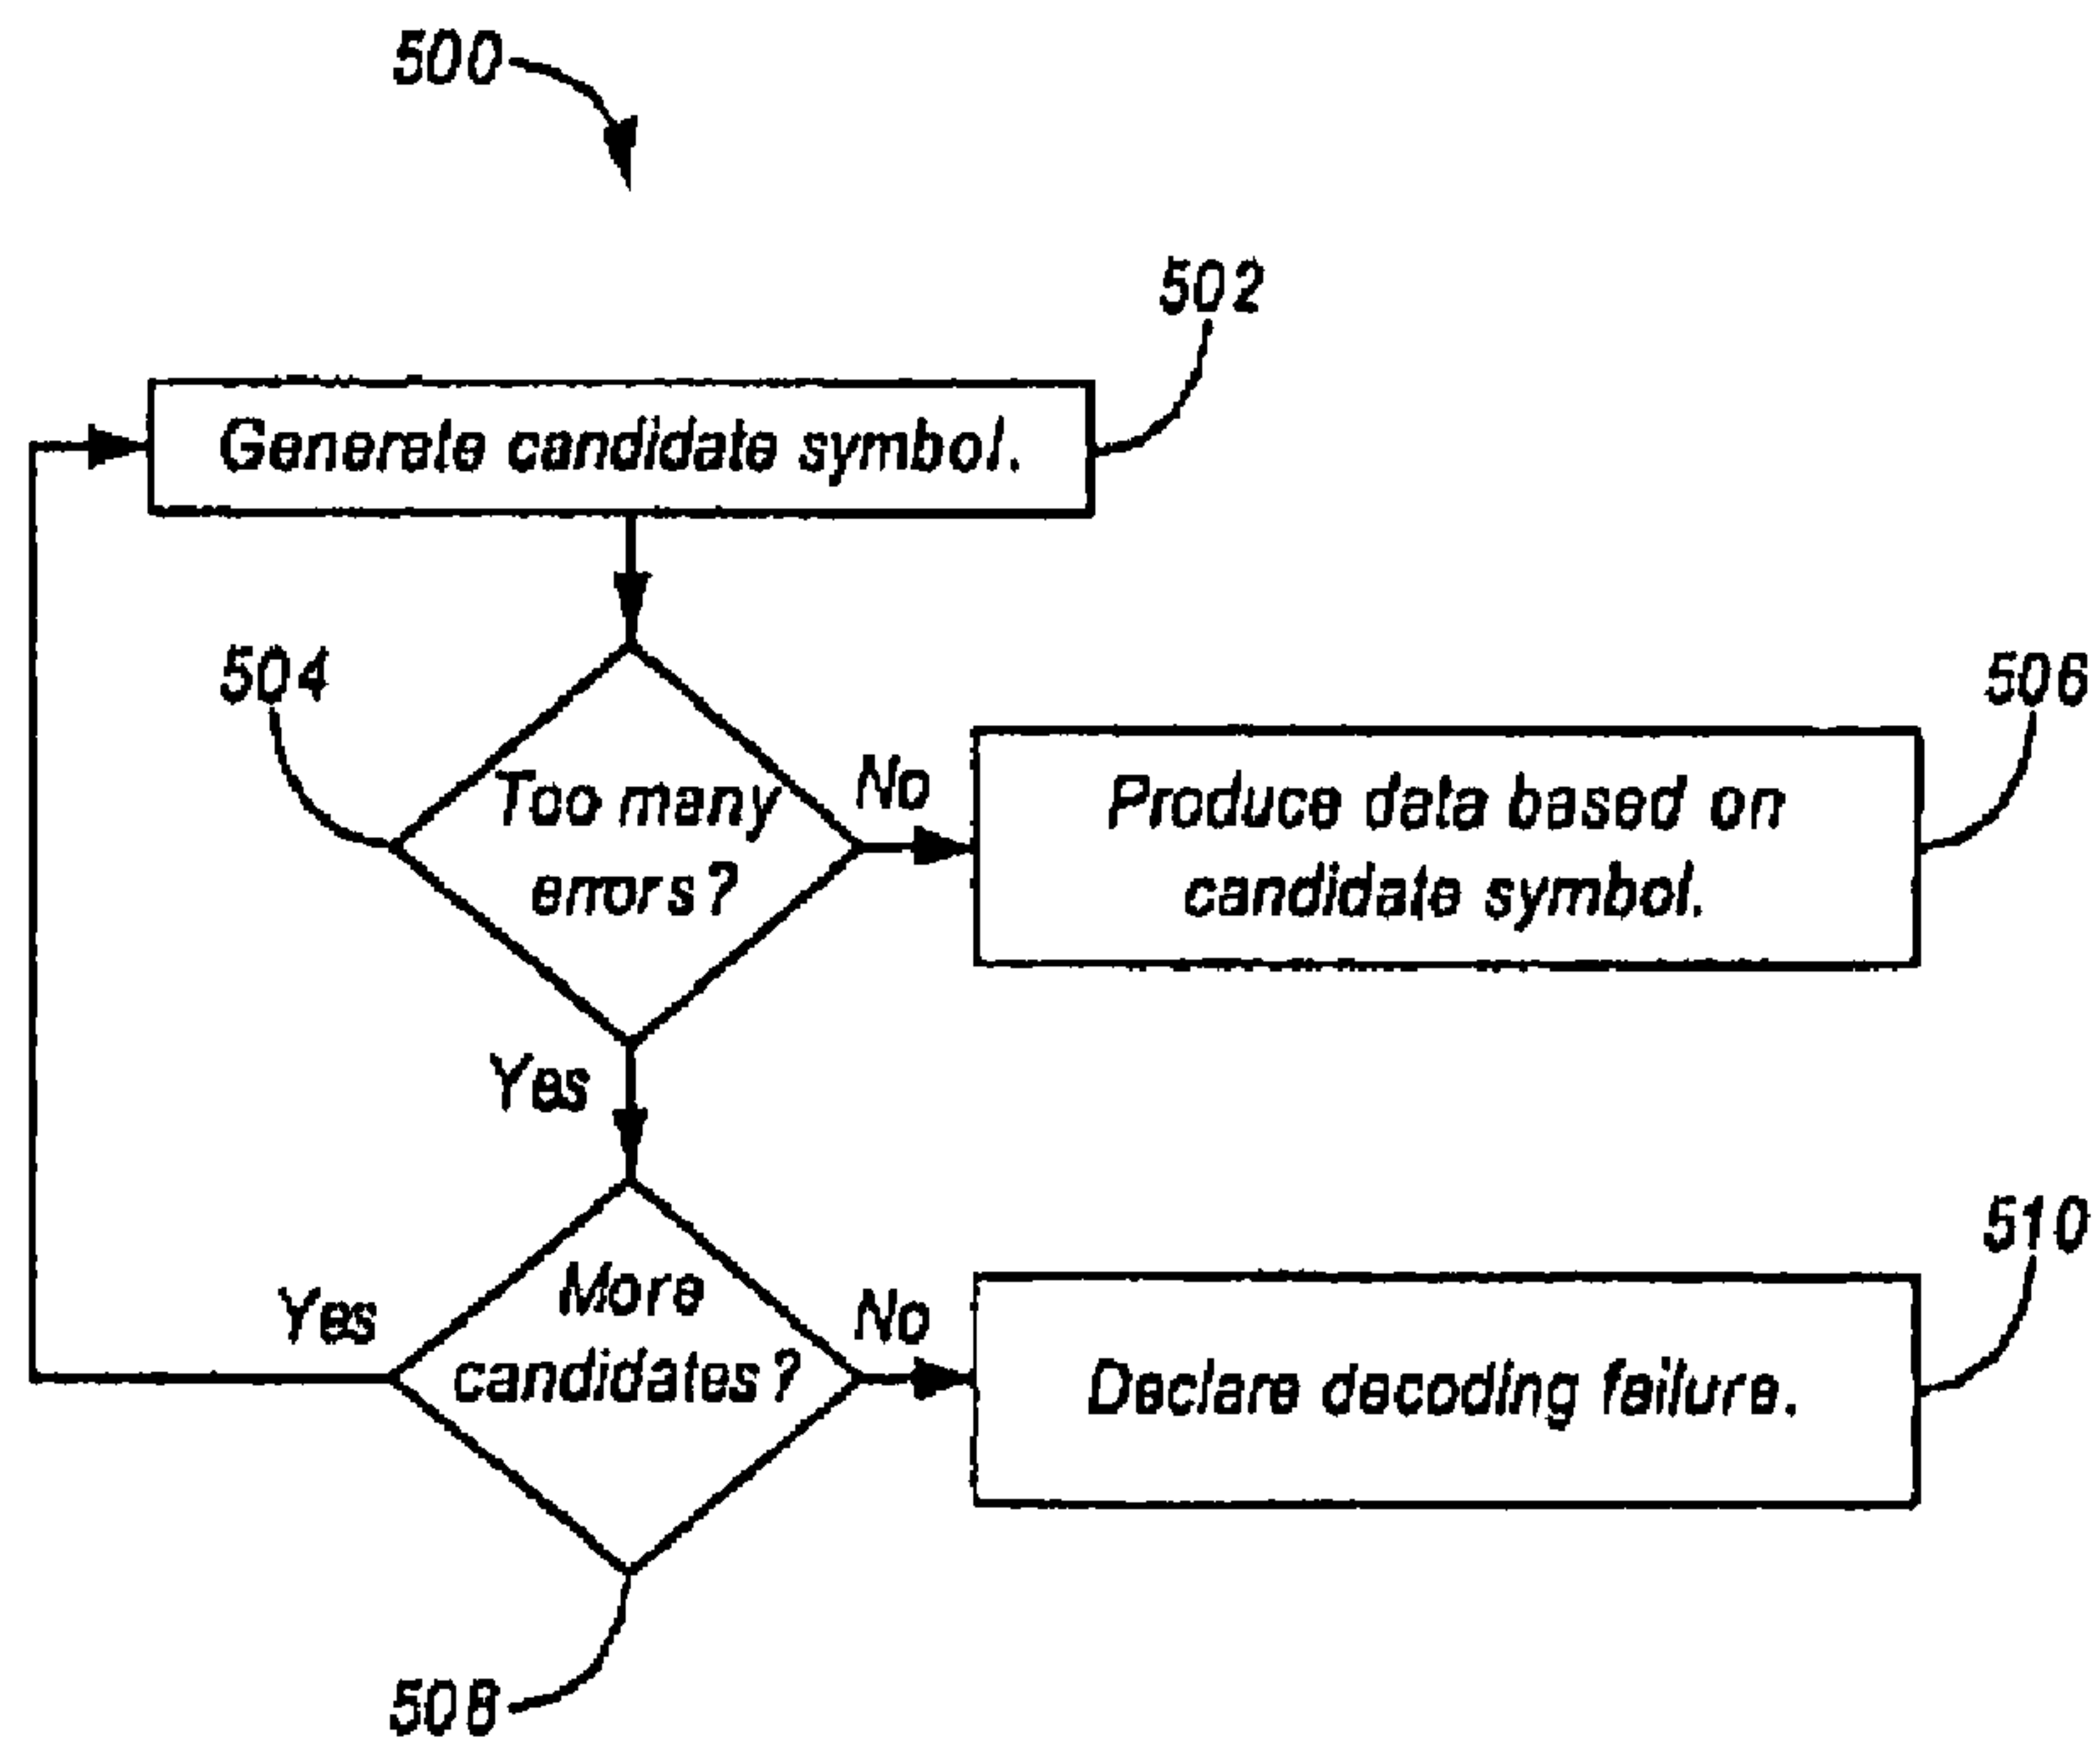 500
502
Generate candidate symbol.
504
506
Too many
errors?
No
Produce data based on
candidate symbol.
Yes
510
More
candidates?
Yes
No
Declare decoding failure.
508